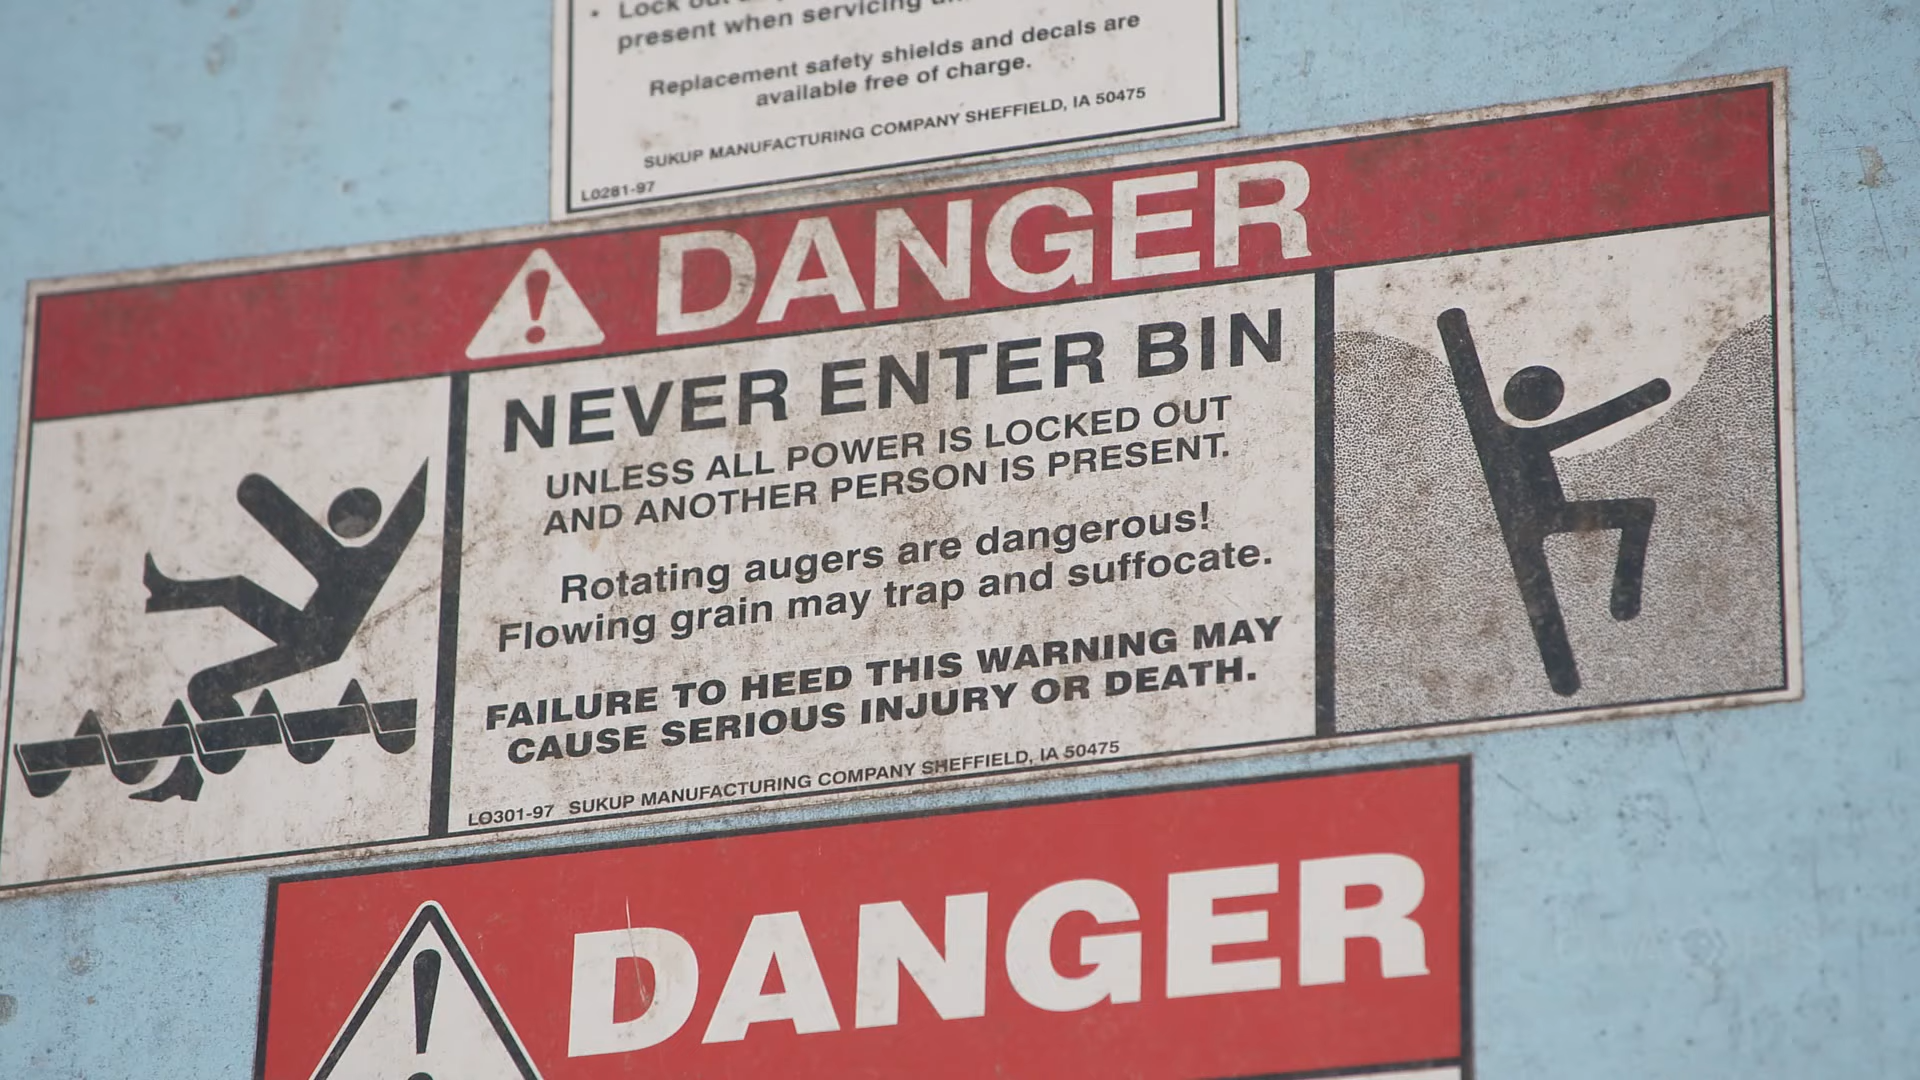 • Lock out
present when servicing
Replacement safety shields and decals are
available free of charge.
SUKUP MANUFACTURING COMPANY SHEFFIELD, IA 50475
L0281-97
DANGER
NEVER ENTER BIN
UNLESS ALL POWER IS LOCKED OUT
AND ANOTHER PERSON IS PRESENT.
Rotating augers are dangerous!
Flowing grain may trap and suffocate.
FAILURE TO HEED THIS WARNING MAY
CAUSE SERIOUS INJURY OR DEATH.
L0301-97 SUKUP MANUFACTURING COMPANY SHEFFIELD, IA 50475
DANGER